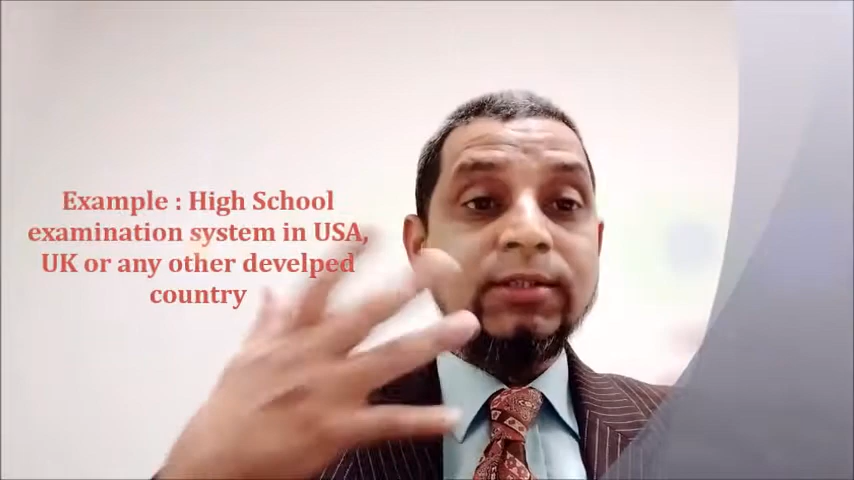 Example : High School
examination system in USA,
UK or any other develped
country